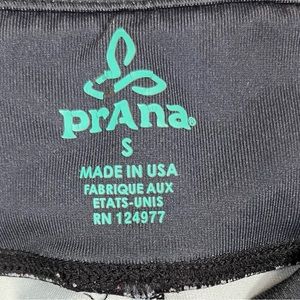 prAna
S
MADE IN USA
FABRIQUE AUX
ETATS-UNIS
RN 124977